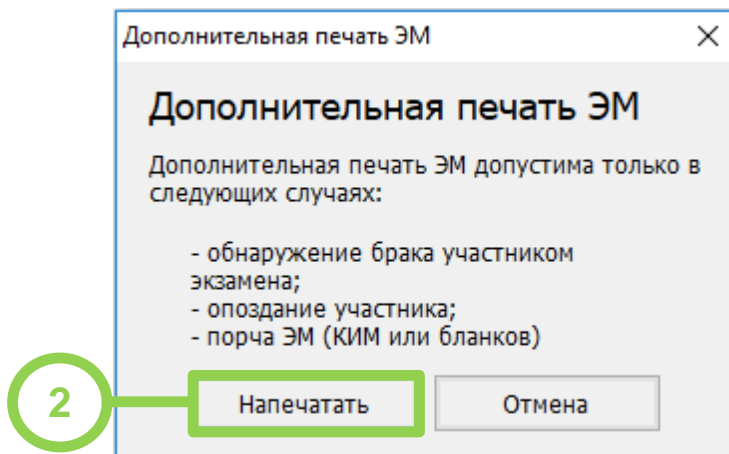 Дополнительная печать ЭМ
Дополнительная печать ЭМ
Дополнительная печать ЭМ допустима только в
следующих случаях:
- обнаружение брака участником
экзамена;
- опоздание участника;
- порча ЭМ (КИМ или бланков)
2
Напечатать
Отмена